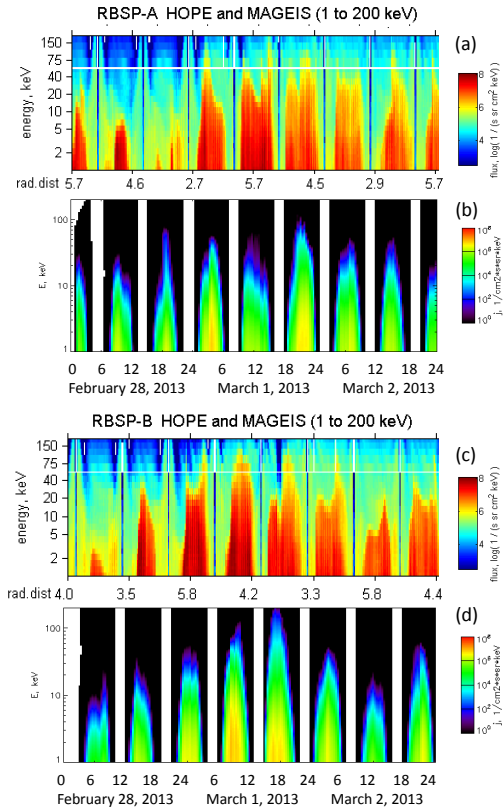 RBSP-A HOPE and MAGEIS (1 to 200 keV)
(a)
energy, keV
150
75
40
20
10
5
2
8
7
6
5
4
3
flux, log(1 / (s sr cm2 keV))
rad.dist 5.7 4.6 2.7 5.7 4.5 2.9 5.7
(b)
E, keV
100
10
1
10⁸
10⁶
10⁴
10²
10⁰
j, 1/cm2*s*sr*keV
0 6 12 18 24 6 12 18 24 6 12 18 24
February 28, 2013 March 1, 2013 March 2, 2013
RBSP-B HOPE and MAGEIS (1 to 200 keV)
(c)
energy, keV
150
75
40
20
10
5
2
8
7
6
5
4
3
flux, log(1 / (s sr cm2 keV))
rad.dist 4.0 3.5 5.8 4.2 3.3 5.8 4.4
(d)
E, keV
100
10
1
10⁸
10⁶
10⁴
10²
10⁰
j, 1/cm2*s*sr*keV
0 6 12 18 24 6 12 18 24 6 12 18 24
February 28, 2013 March 1, 2013 March 2, 2013